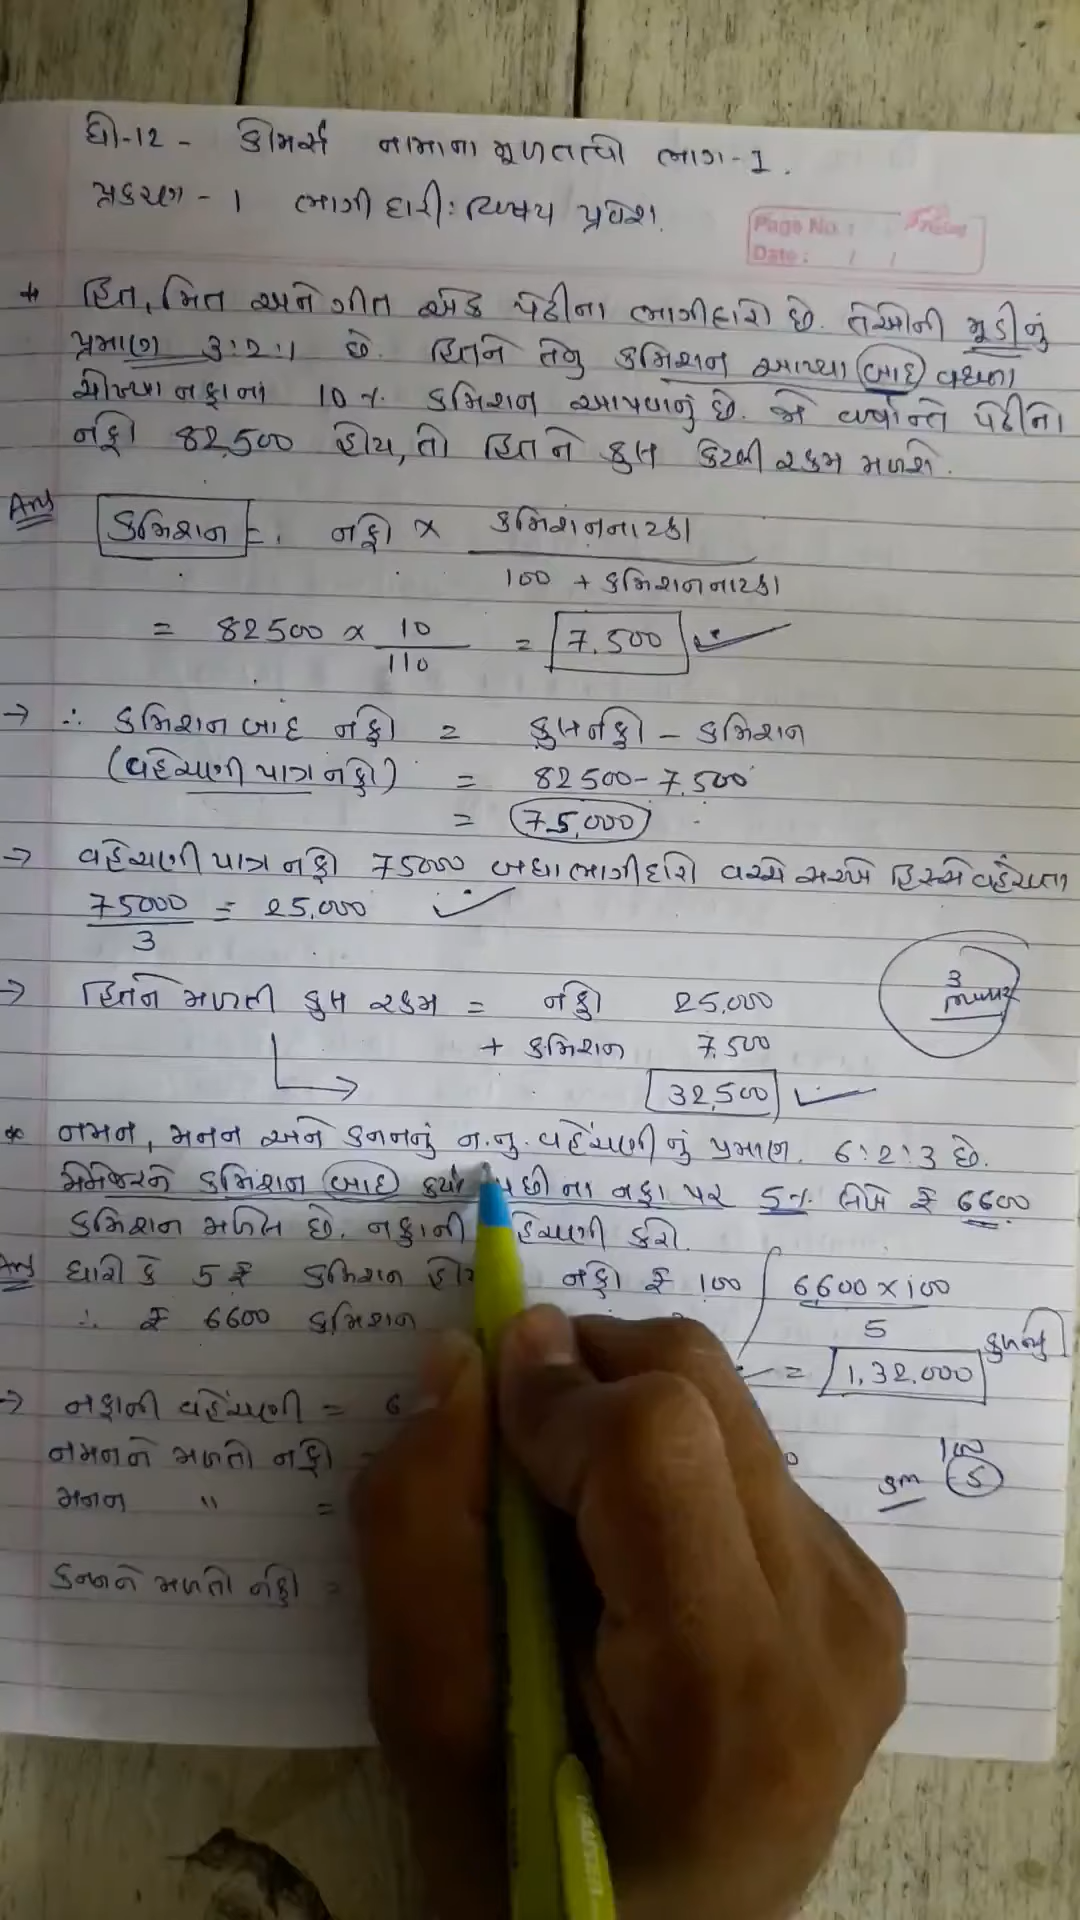 ધો-12 - કોમર્સ નામાના મૂળતત્વો ભાગ-1.
પ્રકરણ - 1 ભાગીદારી: વિષય પ્રવેશ.
Page No.:
Date: / /
* હિત, મિત અને ગીત એક પેઢીના ભાગીદારો છે. તેઓની મૂડીનું
પ્રમાણ 3:2:1 છે. હિતને તેનુ કમિશન આપ્યા બાદ વધતા
ચોખ્ખા નફાનાં 10% કમિશન આપવાનું છે. જો વર્ષાન્તે પેઢીનો
નફો 82,500 હોય, તો હિતને કુલ કેટલી રકમ મળશે.
Ans કમિશન = નફો × કમિશનના ટકા
100 + કમિશનના ટકા
= 82500 × 10 = 7,500
110
→ ∴ કમિશન બાદ નફો = કુલ નફો - કમિશન
(વહેંચણી પાત્ર નફો) = 82500 - 7,500
= 75,000
→ વહેંચણી પાત્ર નફો 75000 બધા ભાગીદારો વચ્ચે સરખે હિસ્સે વહેંચાતા
75000 = 25,000
3
→ હિતને મળતી કુલ રકમ = નફો 25,000
3
+ કમિશન 7,500
32,500
* નમન, મનન અને કનનનું ન.નુ. વહેંચણી નું પ્રમાણ 6:2:3 છે.
મેનેજરને કમિશન બાદ કર્યા પછી ના નફા પર 5% લેખે ₹ 6600
કમિશન મળેલ છે. નફાની વહેંચણી કરો.
Ans ધારો કે 5 ₹ કમિશન નફો ₹ 100 6600 × 100
∴ ₹ 6600 કમિશન 5
= 1,32,000
→ નફાની વહેંચણી = 6
નમનને મળતો નફો 100
મનન " = 5
કનનને મળતો નફો =